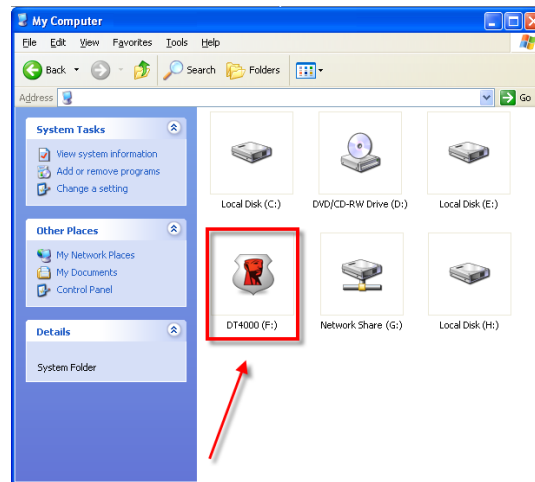 My Computer
File Edit View Favorites Tools Help
Back Search Folders
Address Go
System Tasks
View system information
Add or remove programs
Change a setting
Other Places
My Network Places
My Documents
Control Panel
Details
System Folder
Local Disk (C:) DVD/CD-RW Drive (D:) Local Disk (E:)
DT4000 (F:) Network Share (G:) Local Disk (H:)